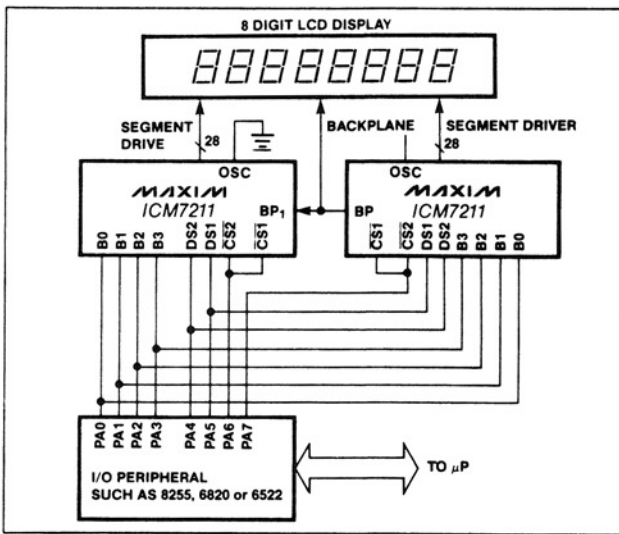 8 DIGIT LCD DISPLAY
SEGMENT DRIVE
28
BACKPLANE
SEGMENT DRIVER
28
OSC
MAXIM
ICM7211
BP1
B0
B1
B2
B3
DS2
DS1
CS2
CS1
OSC
MAXIM
ICM7211
BP
CS1
CS2
DS1
DS2
B3
B2
B1
B0
PA0
PA1
PA2
PA3
PA4
PA5
PA6
PA7
I/O PERIPHERAL
SUCH AS 8255, 6820 or 6522
TO μP